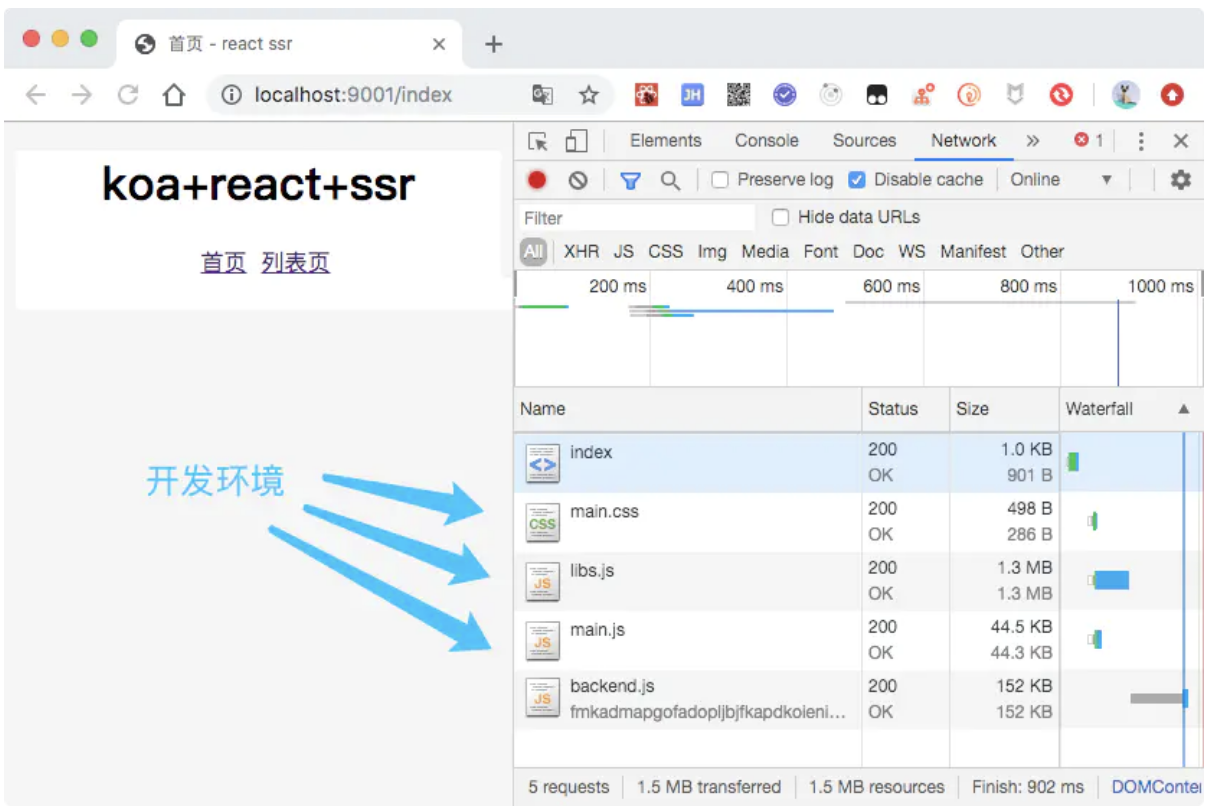 首页 - react ssr
localhost:9001/index
JH
koa+react+ssr
首页 列表页
开发环境
Elements Console Sources Network » 1
Preserve log Disable cache Online
Filter Hide data URLs
All XHR JS CSS Img Media Font Doc WS Manifest Other
200 ms 400 ms 600 ms 800 ms 1000 ms
Name Status Size Waterfall
index 200 1.0 KB
OK 901 B
main.css 200 498 B
CSS OK 286 B
libs.js 200 1.3 MB
JS OK 1.3 MB
main.js 200 44.5 KB
JS OK 44.3 KB
backend.js 200 152 KB
JS fmkadmapgofadopljbjfkapdkoieni... OK 152 KB
5 requests 1.5 MB transferred 1.5 MB resources Finish: 902 ms DOMConte